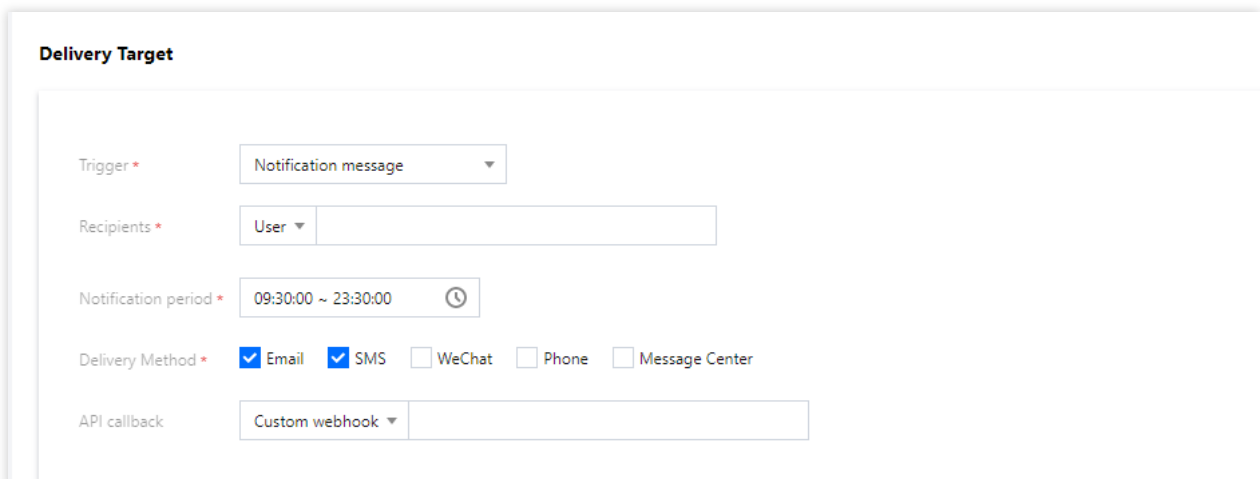 Delivery Target
Trigger * Notification message
Recipients * User
Notification period * 09:30:00 ~ 23:30:00
Delivery Method * Email SMS WeChat Phone Message Center
API callback Custom webhook